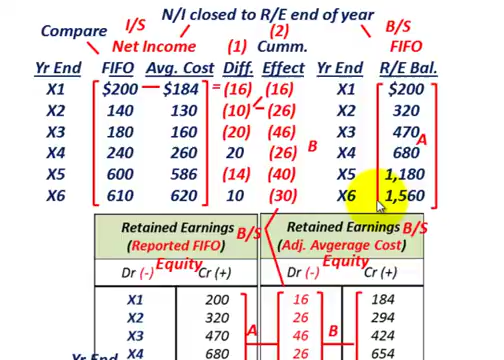 N/I closed to R/E end of year
Compare I/S (2) B/S
Net Income (1) Cumm. FIFO
Yr End FIFO Avg. Cost Diff. Effect Yr End R/E Bal.
X1 $200 $184 = (16) (16) X1 $200
X2 140 130 (10) (26) X2 320
X3 180 160 (20) (46) X3 470
X4 240 260 20 (26) B X4 680 A
X5 600 586 (14) (40) X5 1,180
X6 610 620 10 (30) X6 1,560
Retained Earnings B/S Retained Earnings B/S
(Reported FIFO) (Adj. Avgerage Cost)
Equity Equity
Dr (-) Cr (+) Dr (-) Cr (+)
X1 200 16 184
X2 320 26 294
X3 470 A 46 B 424
X4 680 26 654
Yr End